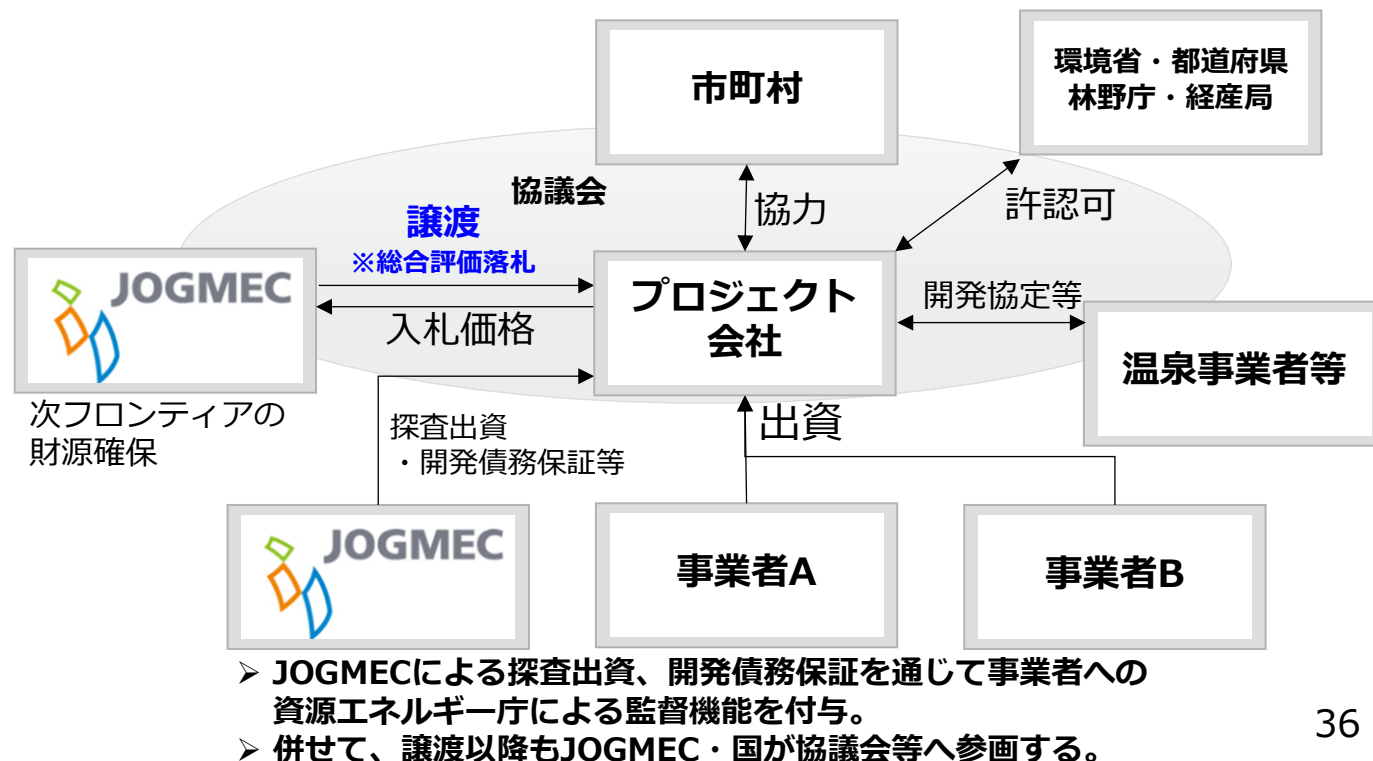 市町村
環境省・都道府県
林野庁・経産局
協議会
協力
許認可
譲渡
※総合評価落札
JOGMEC
入札価格
プロジェクト
会社
開発協定等
温泉事業者等
次フロンティアの
財源確保
探査出資
・開発債務保証等
出資
JOGMEC
事業者A
事業者B
➢ JOGMECによる探査出資、開発債務保証を通じて事業者への
資源エネルギー庁による監督機能を付与。
➢ 併せて、譲渡以降もJOGMEC・国が協議会等へ参画する。
36